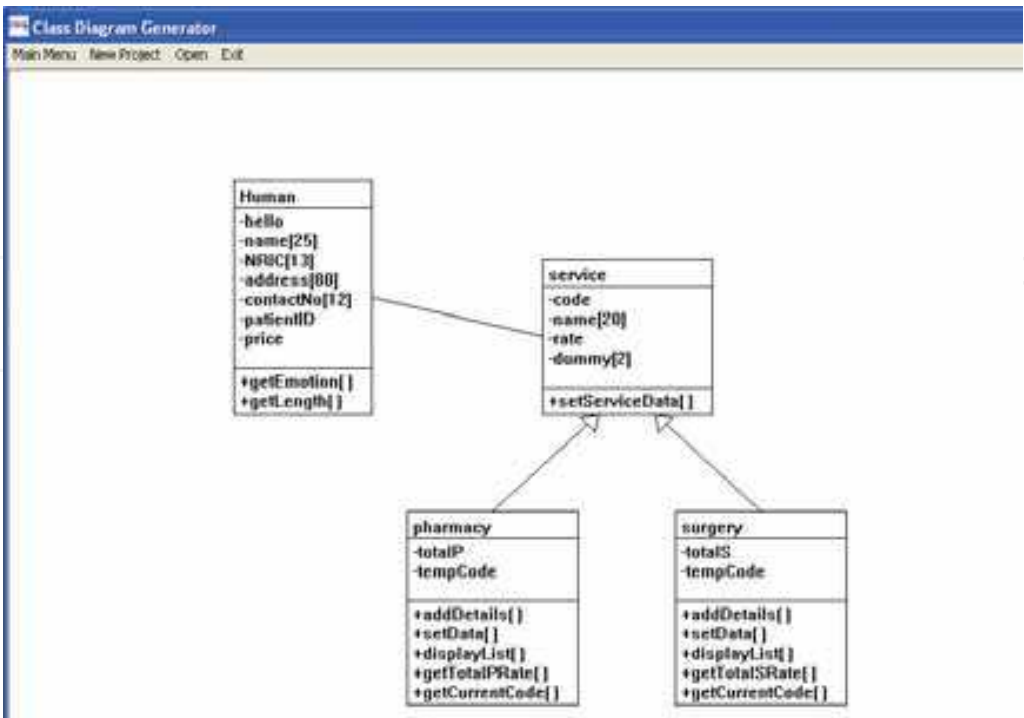 Class Diagram Generator
Main Menu New Project Open Exit
Human
-hello
-name[25]
-NRIC[13]
-address[80]
-contactNo[12]
-patientID
-price
+getEmotion[ ]
+getLength[ ]
service
-code
-name[20]
-rate
-dummy[2]
+setServiceData[ ]
pharmacy
-totalP
-tempCode
+addDetails[ ]
+setData[ ]
+displayList[ ]
+getTotalPRate[ ]
+getCurrentCode[ ]
surgery
-totalS
-tempCode
+addDetails[ ]
+setData[ ]
+displayList[ ]
+getTotalSRate[ ]
+getCurrentCode[ ]